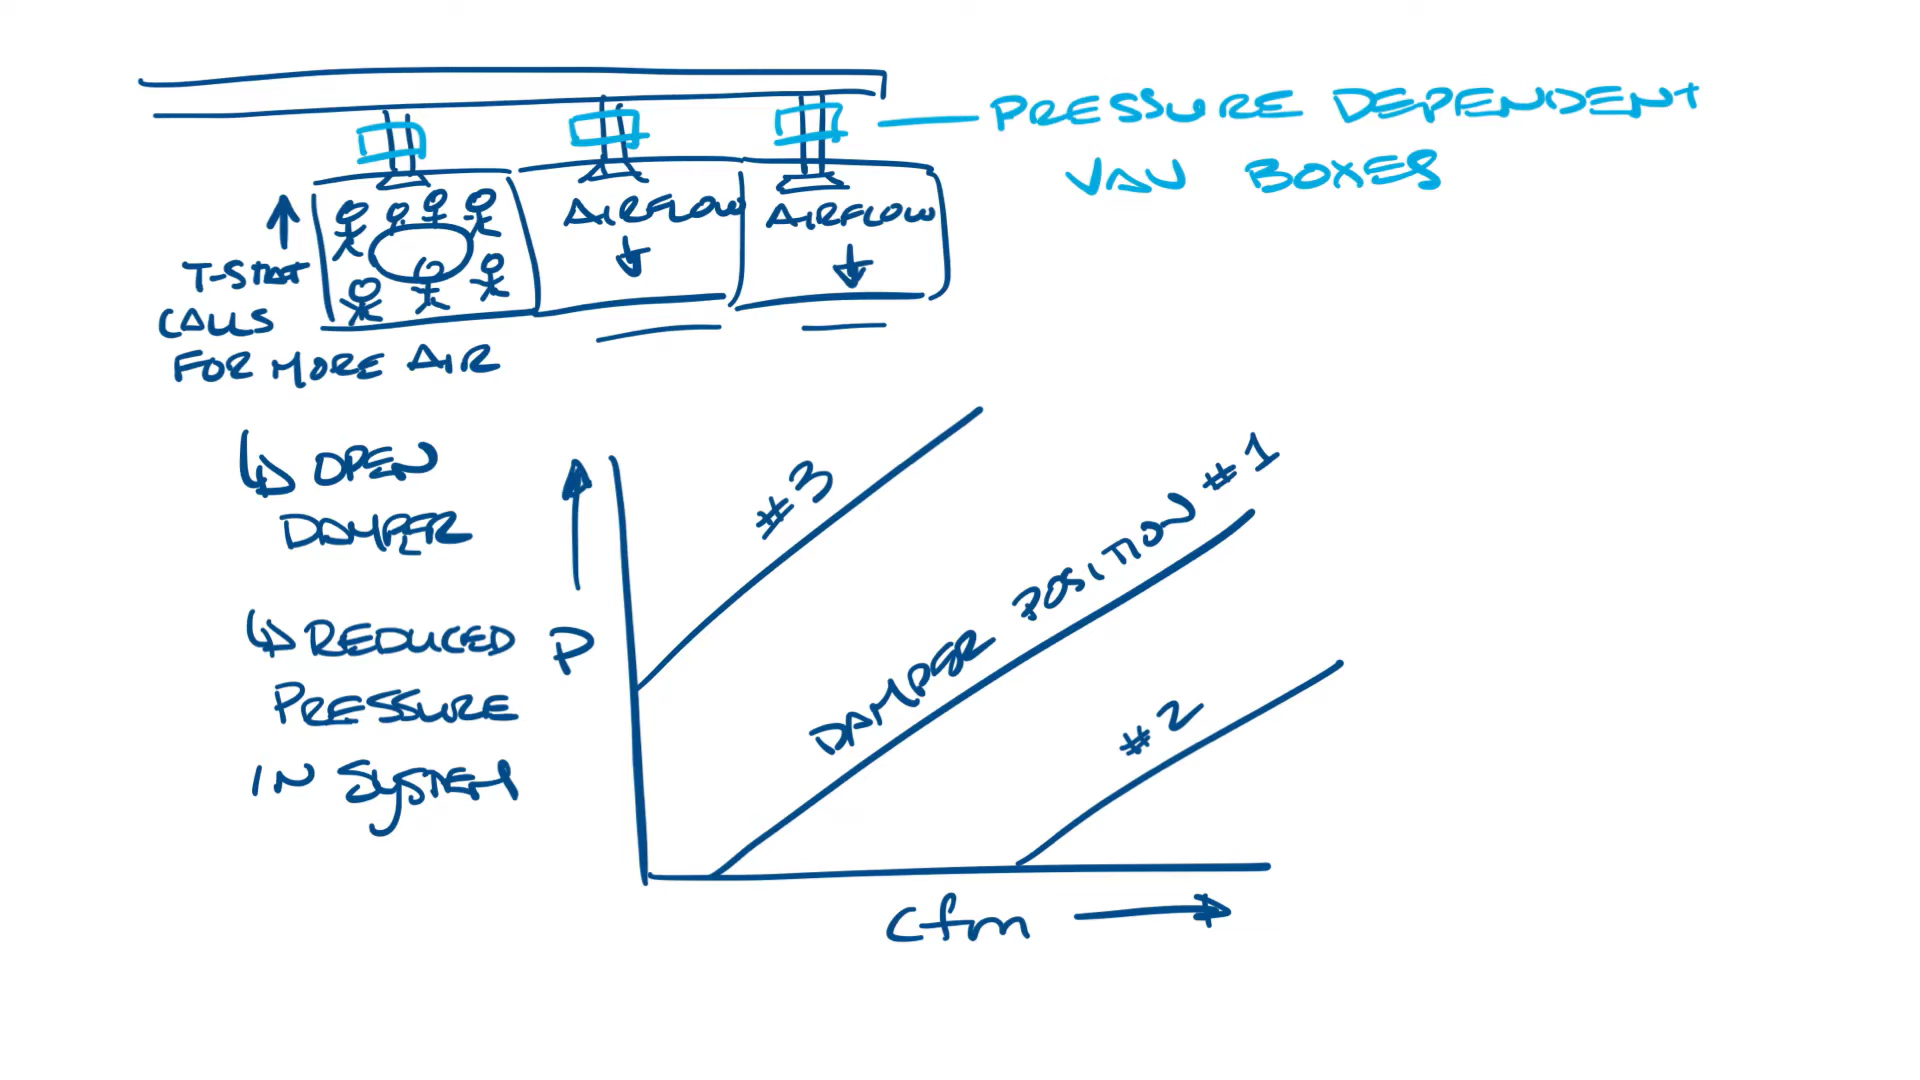 PRESSURE DEPENDENT
VAV BOXES
AIRFLOW
AIRFLOW
T-STAT
CALLS
FOR MORE AIR
OPEN
DAMPER
REDUCED
PRESSURE
IN SYSTEM
P
#3
DAMPER POSITION #1
#2
Cfm